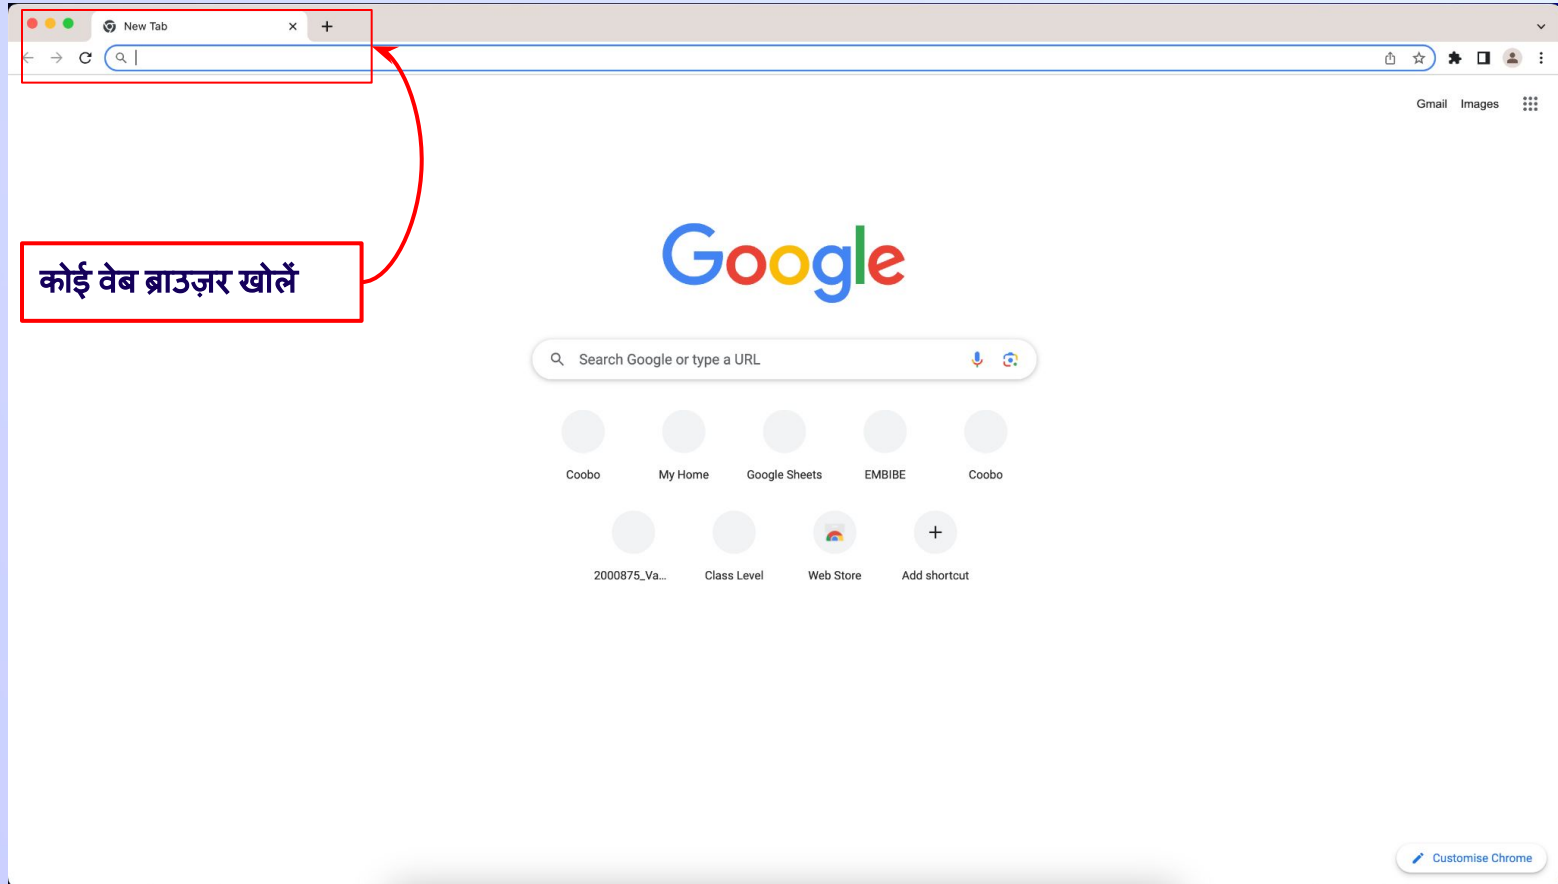 New Tab
Gmail Images
कोई वेब ब्राउज़र खोलें
Google
Search Google or type a URL
Coobo My Home Google Sheets EMBIBE Coobo
2000875_Va... Class Level Web Store Add shortcut
Customise Chrome